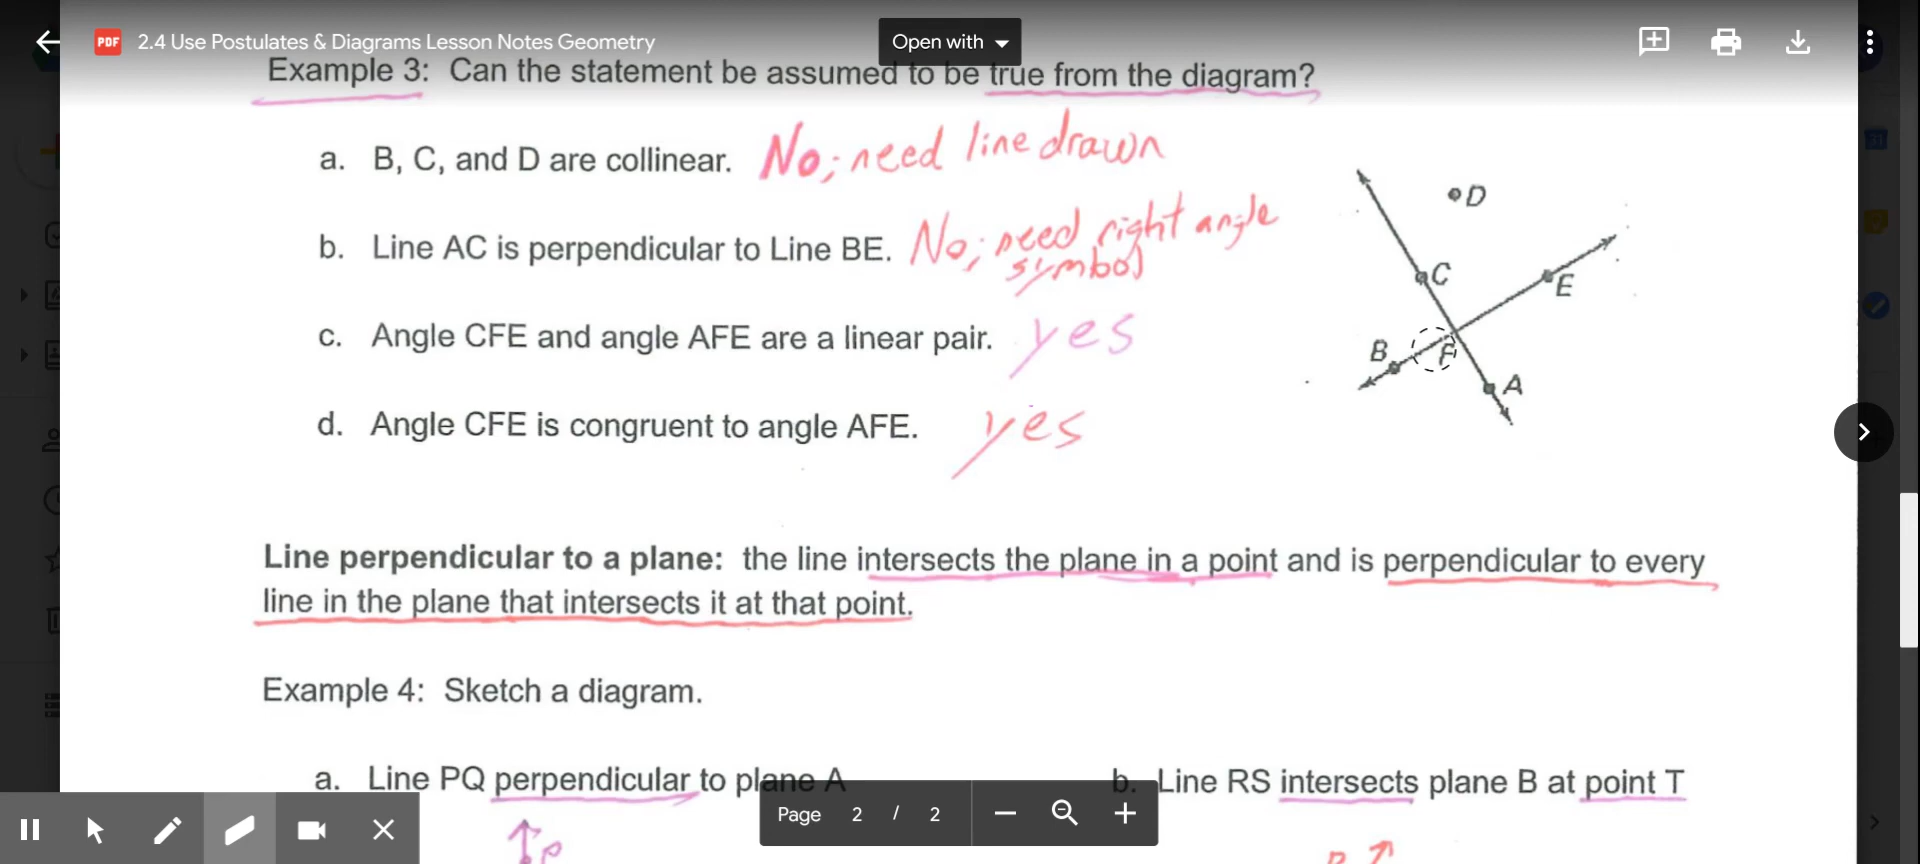 PDF 2.4 Use Postulates & Diagrams Lesson Notes Geometry
Open with
Example 3: Can the statement be assumed to be true from the diagram?
a. B, C, and D are collinear. No; need line drawn
b. Line AC is perpendicular to Line BE. No; need right angle
symbol
c. Angle CFE and angle AFE are a linear pair. yes
d. Angle CFE is congruent to angle AFE. yes
D
C
E
B
F
A
Line perpendicular to a plane: the line intersects the plane in a point and is perpendicular to every
line in the plane that intersects it at that point.
Example 4: Sketch a diagram.
a. Line PQ perpendicular to plane A
b. Line RS intersects plane B at point T
Page 2 / 2
P